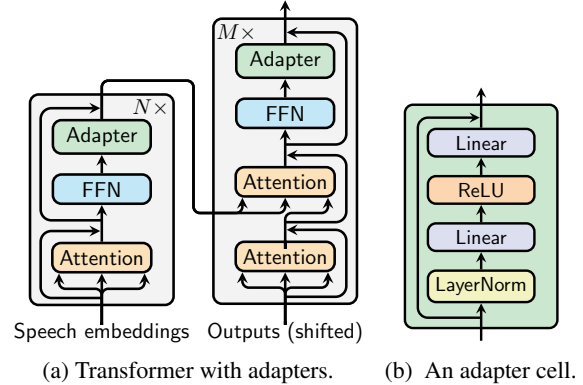 M×
Adapter
FFN
Attention
Attention
Outputs (shifted)
N×
Adapter
FFN
Attention
Speech embeddings
(a) Transformer with adapters.
Linear
ReLU
Linear
LayerNorm
(b) An adapter cell.